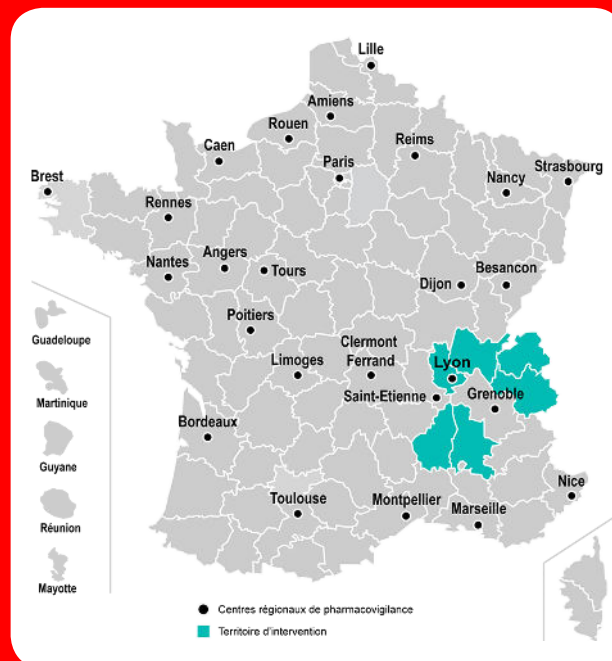 Lille
Amiens
Rouen
Caen
Reims
Paris
Strasbourg
Brest
Nancy
Rennes
Angers
Nantes
Tours
Besancon
Dijon
Poitiers
Guadeloupe
Clermont
Ferrand
Limoges
Lyon
Saint-Etienne
Grenoble
Martinique
Bordeaux
Guyane
Nice
Toulouse
Montpellier
Marseille
Réunion
Mayotte
Centres régionaux de pharmacovigilance
Territoire d'intervention